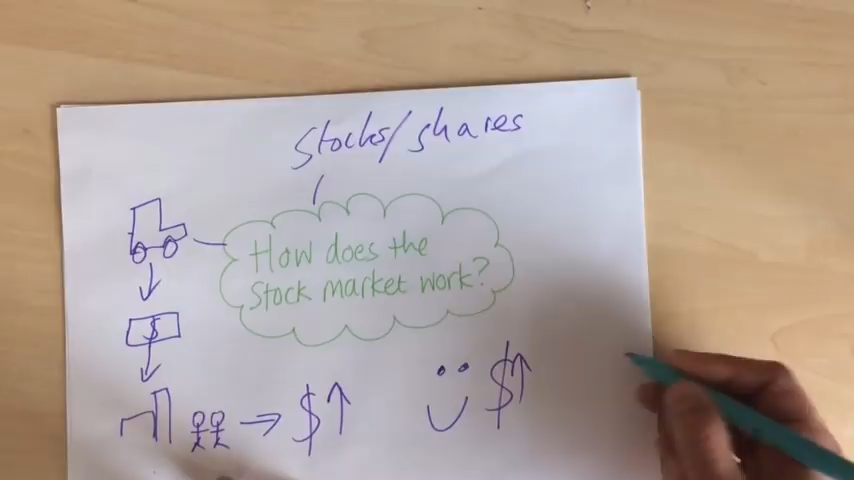 Stocks/shares
How does the
stock market work?
$
$↑
$↑